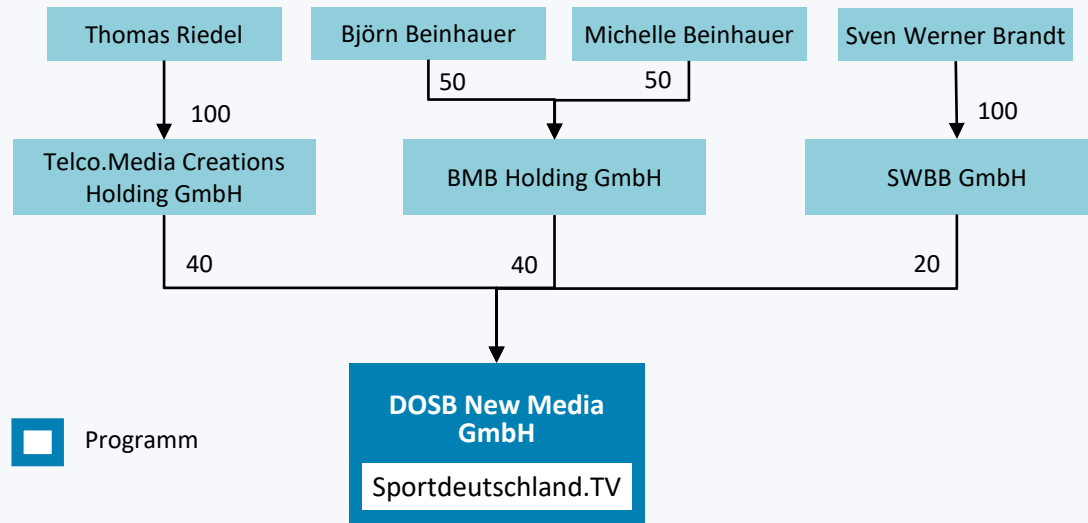 Thomas Riedel
Björn Beinhauer
Michelle Beinhauer
Sven Werner Brandt
50
50
100
100
Telco.Media Creations
Holding GmbH
BMB Holding GmbH
SWBB GmbH
40
40
20
DOSB New Media
GmbH
Programm
Sportdeutschland.TV